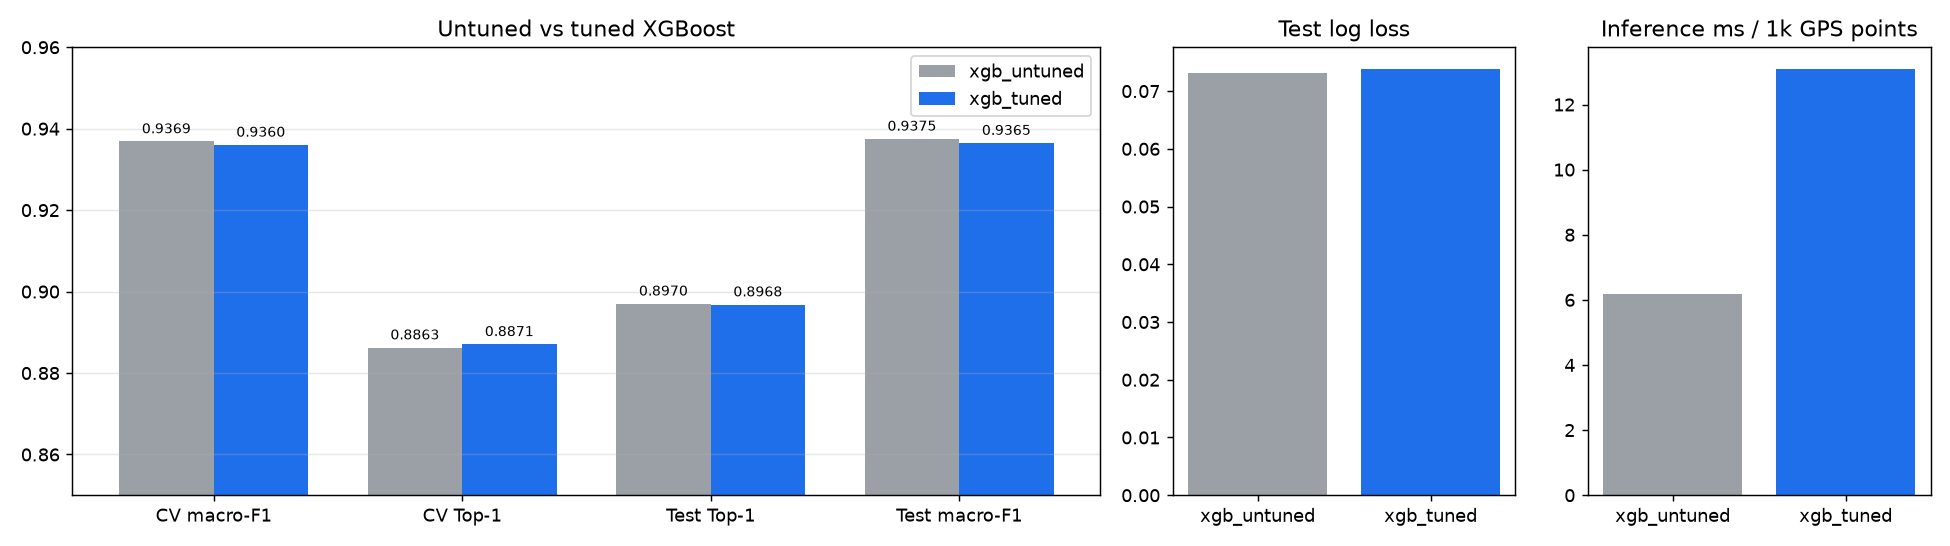 Untuned vs tuned XGBoost
0.96
0.94
0.92
0.90
0.88
0.86
xgb_untuned
xgb_tuned
0.9369
0.9360
0.8863
0.8871
0.8970
0.8968
0.9375
0.9365
CV macro-F1
CV Top-1
Test Top-1
Test macro-F1
Test log loss
0.07
0.06
0.05
0.04
0.03
0.02
0.01
0.00
xgb_untuned
xgb_tuned
Inference ms / 1k GPS points
12
10
8
6
4
2
0
xgb_untuned
xgb_tuned